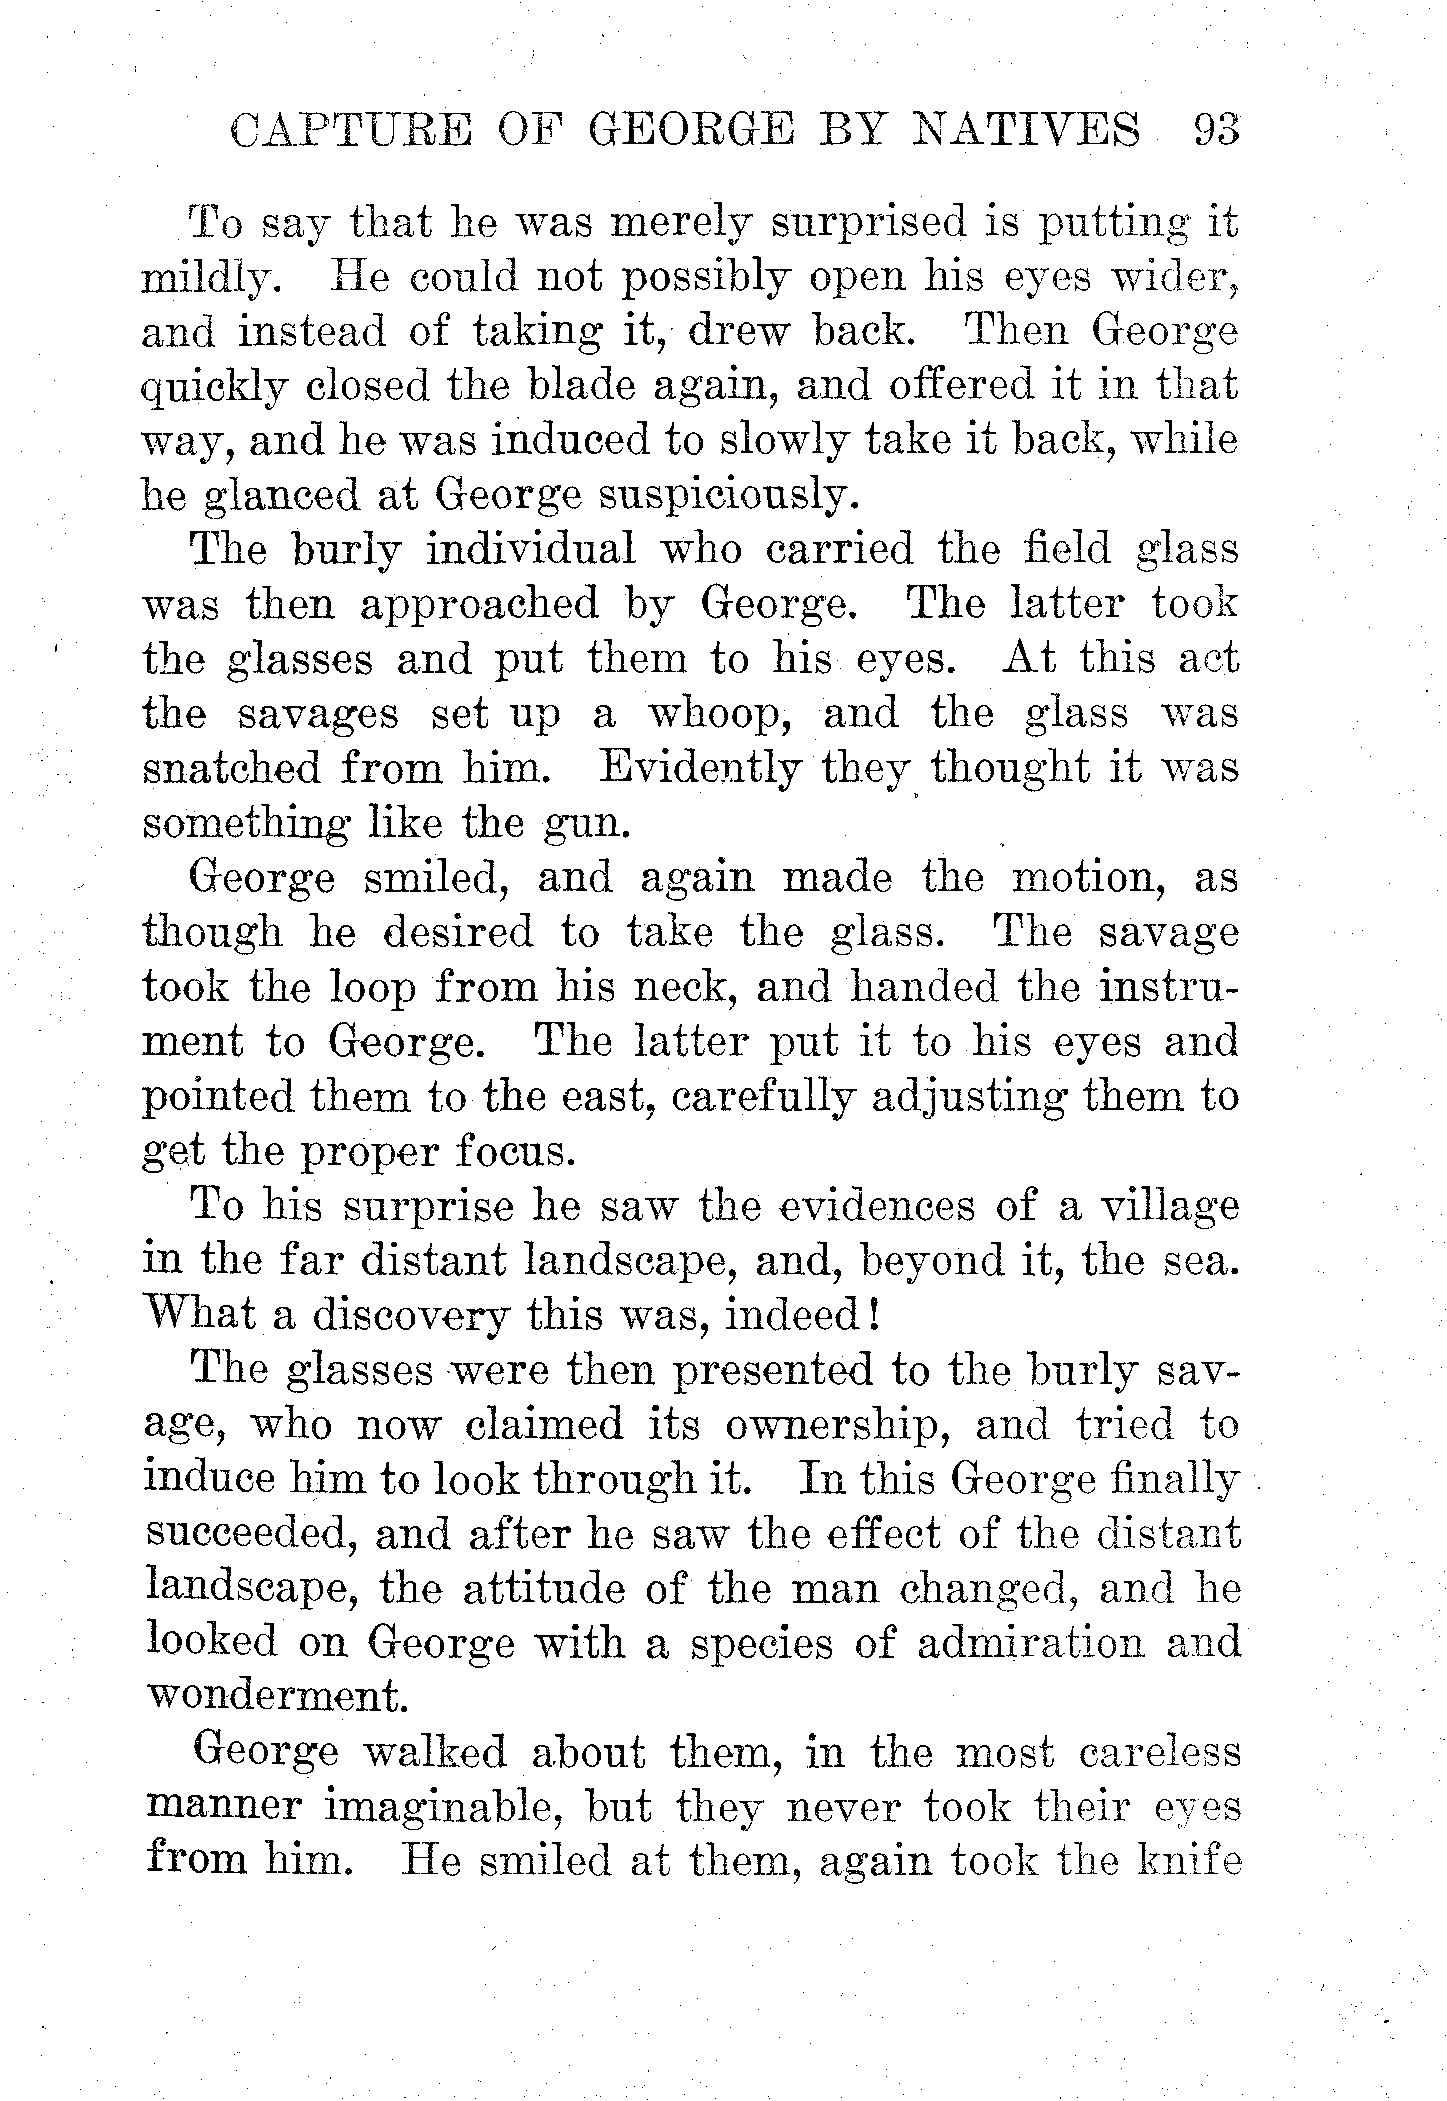 CAPTURE OF GEORGE BY NATIVES 93
To say that he was merely surprised is putting it
mildly. He could not possibly open his eyes wider,
and instead of taking it, drew back. Then George
quickly closed the blade again, and offered it in that
way, and he was induced to slowly take it back, while
he glanced at George suspiciously.
The burly individual who carried the field glass
was then approached by George. The latter took
the glasses and put them to his eyes. At this act
the savages set up a whoop, and the glass was
snatched from him. Evidently they thought it was
something like the gun.
George smiled, and again made the motion, as
though he desired to take the glass. The savage
took the loop from his neck, and handed the instru-
ment to George. The latter put it to his eyes and
pointed them to the east, carefully adjusting them to
get the proper focus.
To his surprise he saw the evidences of a village
in the far distant landscape, and, beyond it, the sea.
What a discovery this was, indeed!
The glasses were then presented to the burly sav-
age, who now claimed its ownership, and tried to
induce him to look through it. In this George finally
succeeded, and after he saw the effect of the distant
landscape, the attitude of the man changed, and he
looked on George with a species of admiration and
wonderment.
George walked about them, in the most careless
manner imaginable, but they never took their eyes
from him. He smiled at them, again took the knife